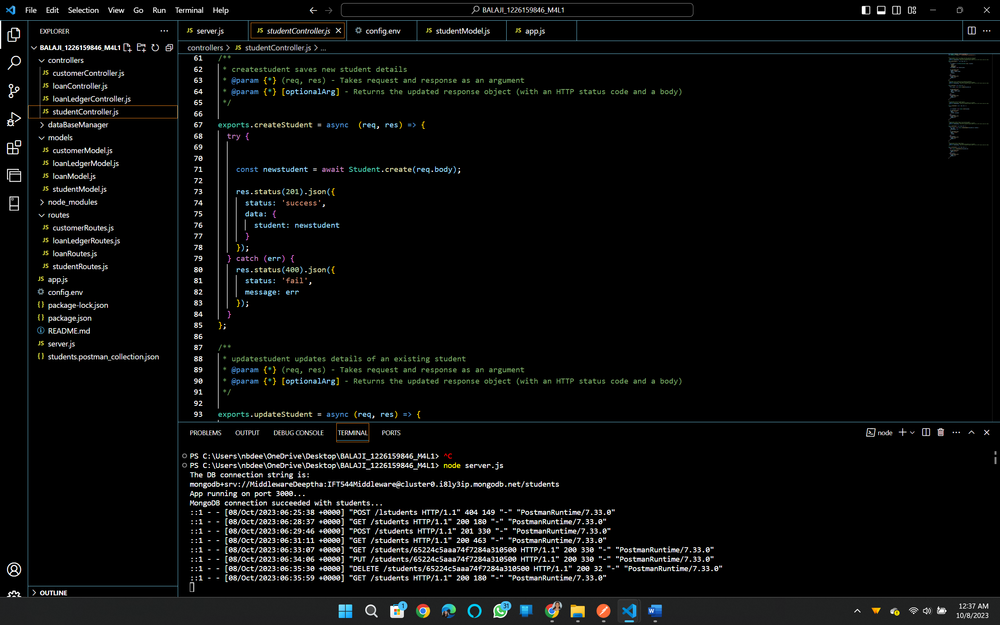 File Edit Selection View Go Run Terminal Help
BALAJI_1226159846_M4L1
EXPLORER
BALAJI_1226159846_M4L1
controllers
JS customerController.js
JS loanController.js
JS loanLedgerController.js
JS studentController.js
dataBaseManager
models
JS customerModel.js
JS loanLedgerModel.js
JS loanModel.js
JS studentModel.js
node_modules
routes
JS customerRoutes.js
JS loanLedgerRoutes.js
JS loanRoutes.js
JS studentRoutes.js
JS app.js
config.env
{} package-lock.json
{} package.json
README.md
JS server.js
{} students.postman_collection.json
OUTLINE
JS server.js JS studentController.js config.env JS studentModel.js JS app.js
controllers > JS studentController.js > ...
61 /**
62 * createstudent saves new student details
63 * @param {*} (req, res) - Takes request and response as an argument
64 * @param {*} [optionalArg] - Returns the updated response object (with an HTTP status code and a body)
65 */
66
67 exports.createStudent = async  (req, res) => {
68 try {
69
70
71 const newstudent = await Student.create(req.body);
72
73 res.status(201).json({
74 status: 'success',
75 data: {
76 student: newstudent
77 }
78 });
79 } catch (err) {
80 res.status(400).json({
81 status: 'fail',
82 message: err
83 });
84 }
85 };
86
87 /**
88 * updatestudent updates details of an existing student
89 * @param {*} (req, res) - Takes request and response as an argument
90 * @param {*} [optionalArg] - Returns the updated response object (with an HTTP status code and a body)
91 */
92
93 exports.updateStudent = async (req, res) => {
PROBLEMS OUTPUT DEBUG CONSOLE TERMINAL PORTS
node
PS C:\Users\nbdee\OneDrive\Desktop\BALAJI_1226159846_M4L1> ^C
PS C:\Users\nbdee\OneDrive\Desktop\BALAJI_1226159846_M4L1> node server.js
The DB connection string is:
mongodb+srv://MiddlewareDeeptha:IFT544Middleware@cluster0.i8ly3ip.mongodb.net/students
App running on port 3000...
MongoDB connection succeeded with students...
::1 - - [08/Oct/2023:06:25:38 +0000] "POST /lstudents HTTP/1.1" 404 149 "-" "PostmanRuntime/7.33.0"
::1 - - [08/Oct/2023:06:28:37 +0000] "GET /students HTTP/1.1" 200 180 "-" "PostmanRuntime/7.33.0"
::1 - - [08/Oct/2023:06:29:46 +0000] "POST /students HTTP/1.1" 201 330 "-" "PostmanRuntime/7.33.0"
::1 - - [08/Oct/2023:06:31:11 +0000] "GET /students HTTP/1.1" 200 463 "-" "PostmanRuntime/7.33.0"
::1 - - [08/Oct/2023:06:33:07 +0000] "GET /students/65224c5aaa74f7284a310500 HTTP/1.1" 200 330 "-" "PostmanRuntime/7.33.0"
::1 - - [08/Oct/2023:06:34:06 +0000] "PUT /students/65224c5aaa74f7284a310500 HTTP/1.1" 200 330 "-" "PostmanRuntime/7.33.0"
::1 - - [08/Oct/2023:06:35:30 +0000] "DELETE /students/65224c5aaa74f7284a310500 HTTP/1.1" 200 32 "-" "PostmanRuntime/7.33.0"
::1 - - [08/Oct/2023:06:35:59 +0000] "GET /students HTTP/1.1" 200 180 "-" "PostmanRuntime/7.33.0"
1
31
W
12:37 AM
10/8/2023